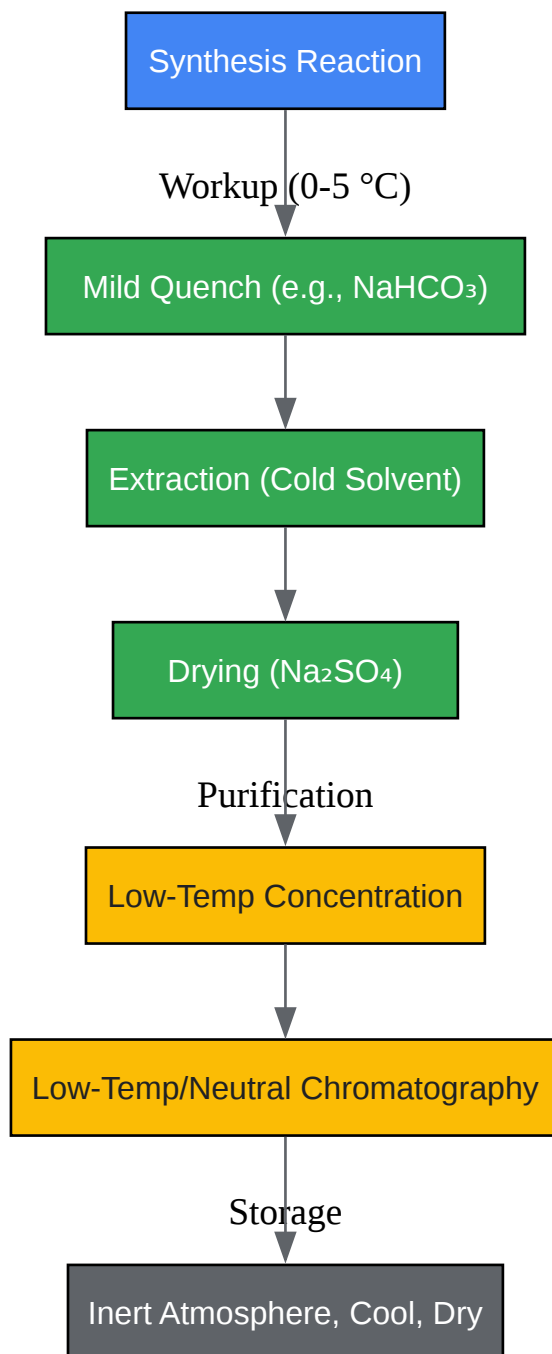 Synthesis Reaction
Workup (0-5 °C)
Mild Quench (e.g., NaHCO₃)
Extraction (Cold Solvent)
Drying (Na₂SO₄)
Purification
Low-Temp Concentration
Low-Temp/Neutral Chromatography
Storage
Inert Atmosphere, Cool, Dry